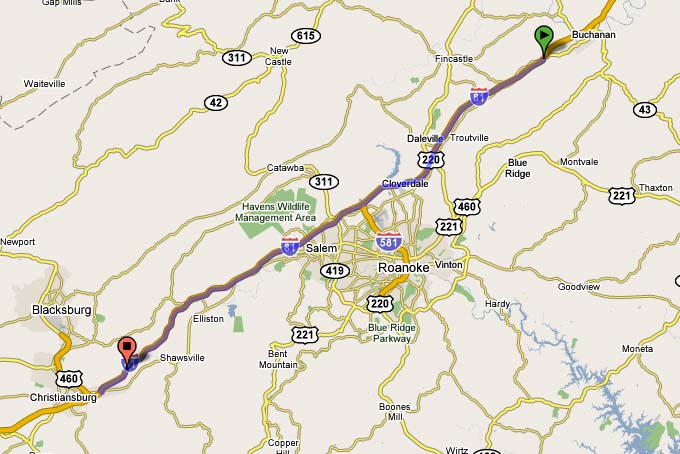 Gap Mills
615
311
New
Castle
Waiteville
42
Buchanan
Fincastle
81
43
Daleville
Troutville
220
Catawba
311
Cloverdale
Blue
Ridge
Montvale
Thaxton
221
460
221
Havens Wildlife
Management Area
81
Salem
581
419
Roanoke
Vinton
Newport
Goodview
Blacksburg
Elliston
220
Hardy
221
Blue Ridge
Parkway
Shawsville
Bent
Mountain
Moneta
460
Christiansburg
Boones
Mill
Copper
Hill
Wirtz